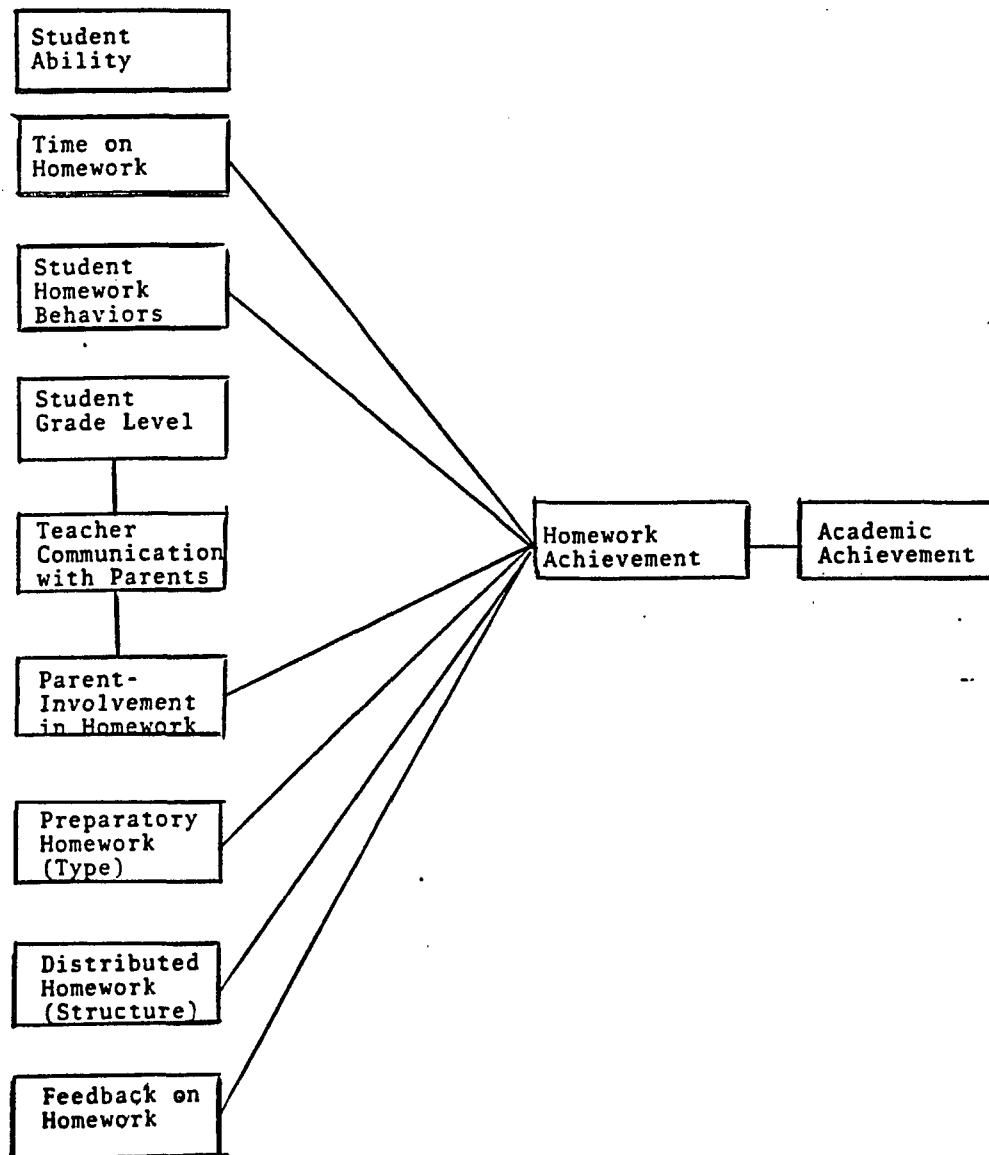 Student
Ability
Time on
Homework
Student
Homework
Behaviors
Student
Grade Level
Teacher
Communication
with Parents
Homework
Achievement
Academic
Achievement
Parent-
Involvement
in Homework
Preparatory
Homework
(Type)
Distributed
Homework
(Structure)
Feedback on
Homework